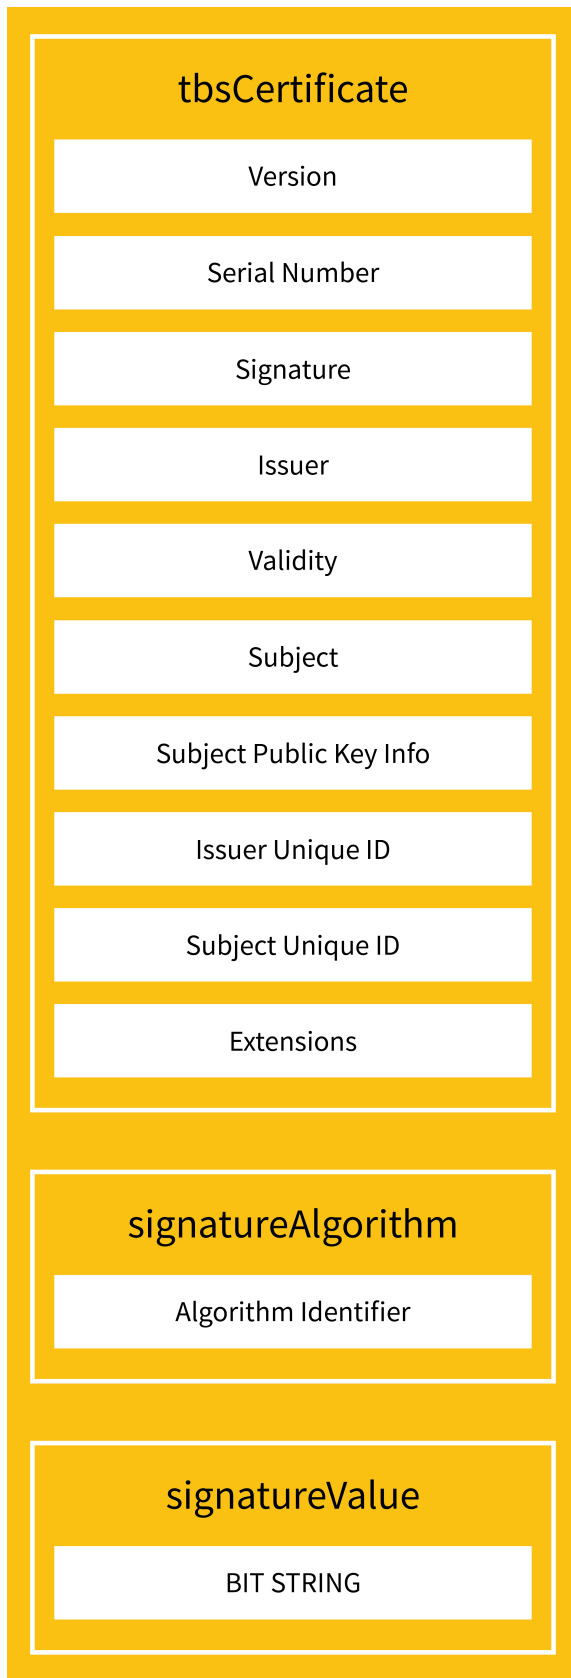 tbsCertificate
Version
Serial Number
Signature
Issuer
Validity
Subject
Subject Public Key Info
Issuer Unique ID
Subject Unique ID
Extensions
signatureAlgorithm
Algorithm Identifier
signatureValue
BIT STRING